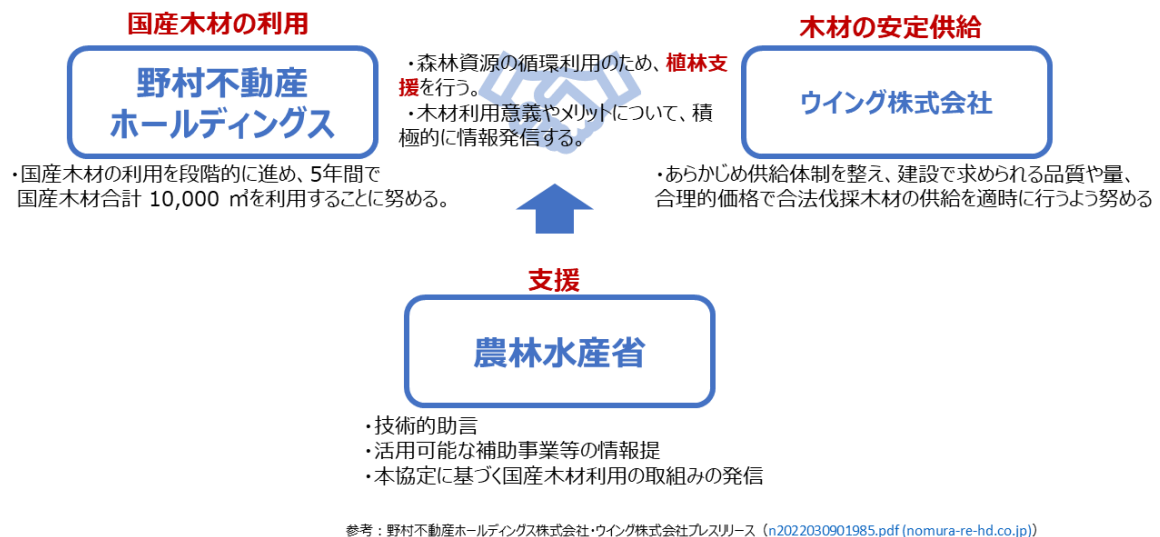 国産木材の利用
野村不動産
ホールディングス
・国産木材の利用を段階的に進め、5年間で
国産木材合計 10,000 ㎥を利用することに努める。
・森林資源の循環利用のため、植林支
援を行う。
・木材利用意義やメリットについて、積
極的に情報発信する。
木材の安定供給
ウイング株式会社
・あらかじめ供給体制を整え、建設で求められる品質や量、
合理的価格で合法伐採木材の供給を適時に行うよう努める
支援
農林水産省
・技術的助言
・活用可能な補助事業等の情報提
・本協定に基づく国産木材利用の取組みの発信
参考：野村不動産ホールディングス株式会社・ウイング株式会社プレスリリース（n2022030901985.pdf (nomura-re-hd.co.jp)）